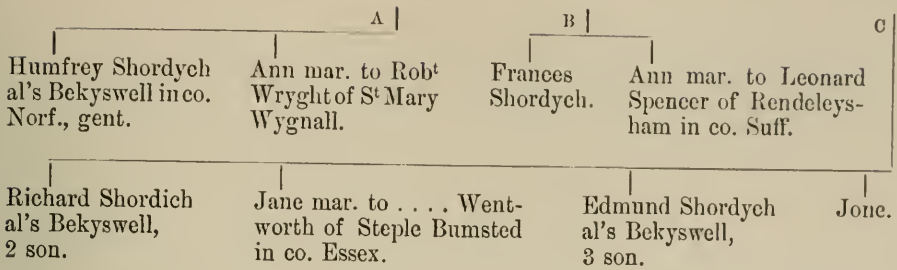 A B C
Humfrey Shordych
al's Bekyswell in co.
Norf., gent.
Ann mar. to Robᵗ
Wryght of Sᵗ Mary
Wygnall.
Frances
Shordych.
Ann mar. to Leonard
Spencer of Rendeleys-
ham in co. Suff.
Richard Shordich
al's Bekyswell,
2 son.
Jane mar. to . . . . Went-
worth of Steple Bumsted
in co. Essex.
Edmund Shordych
al's Bekyswell,
3 son.
Jone.